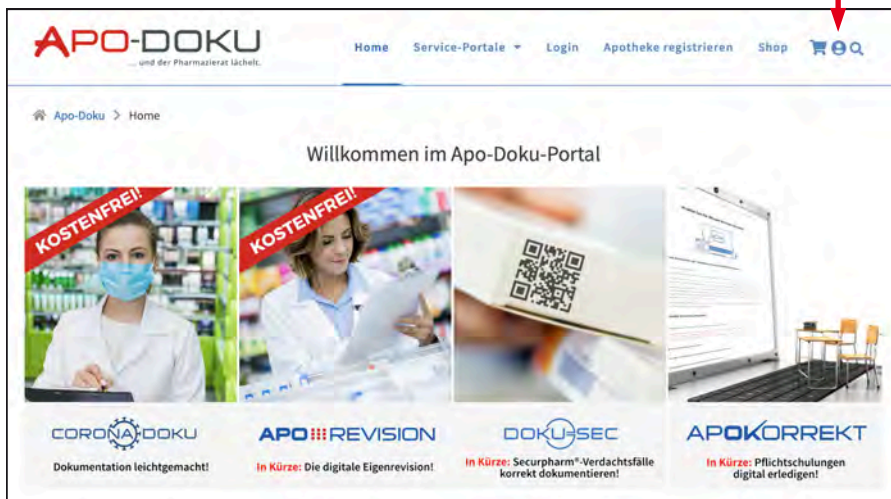 APO-DOKU
... und der Pharmazierat lächelt.
Home Service-Portale Login Apotheke registrieren Shop
Apo-Doku > Home
Willkommen im Apo-Doku-Portal
KOSTENFREI!
KOSTENFREI!
CORONA-DOKU
Dokumentation leichtgemacht!
APO REVISION
In Kürze: Die digitale Eigenrevision!
DOKU-SEC
In Kürze: Securpharm®-Verdachtsfälle
korrekt dokumentieren!
APOKORREKT
In Kürze: Pflichtschulungen
digital erledigen!